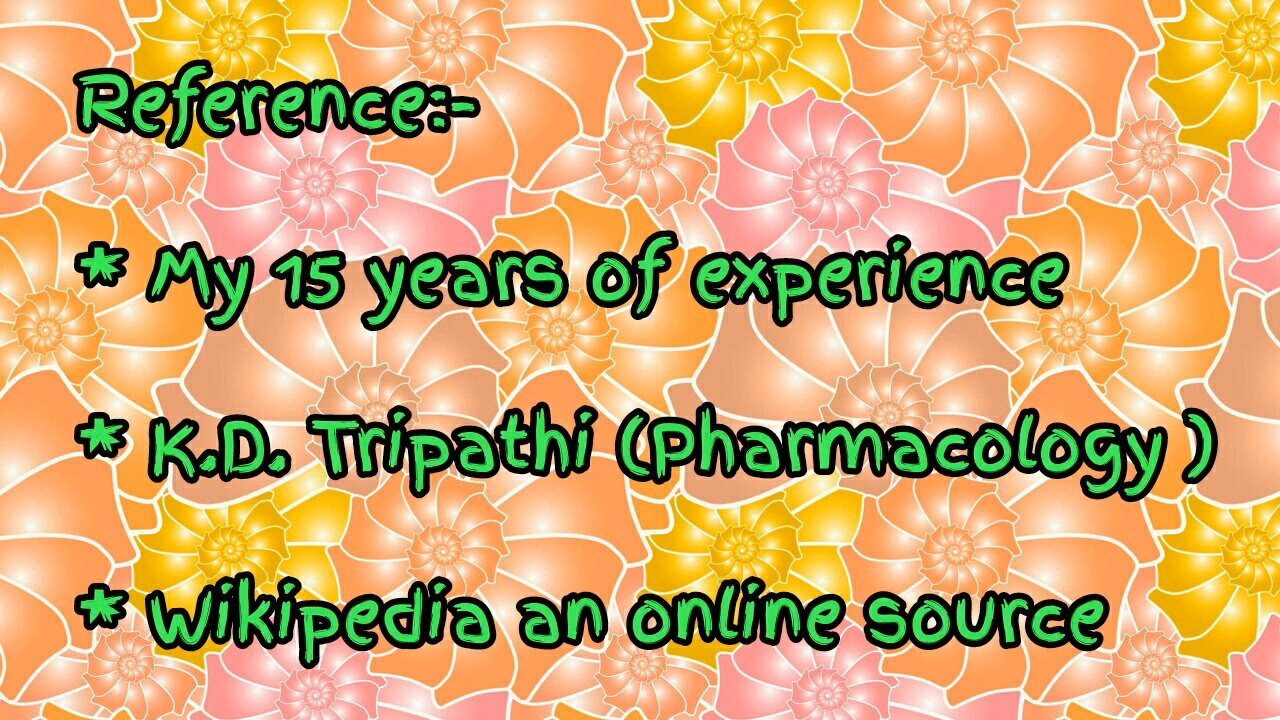 Reference:-
* My 15 years of experience
* K.D. Tripathi (Pharmacology )
* Wikipedia an online source